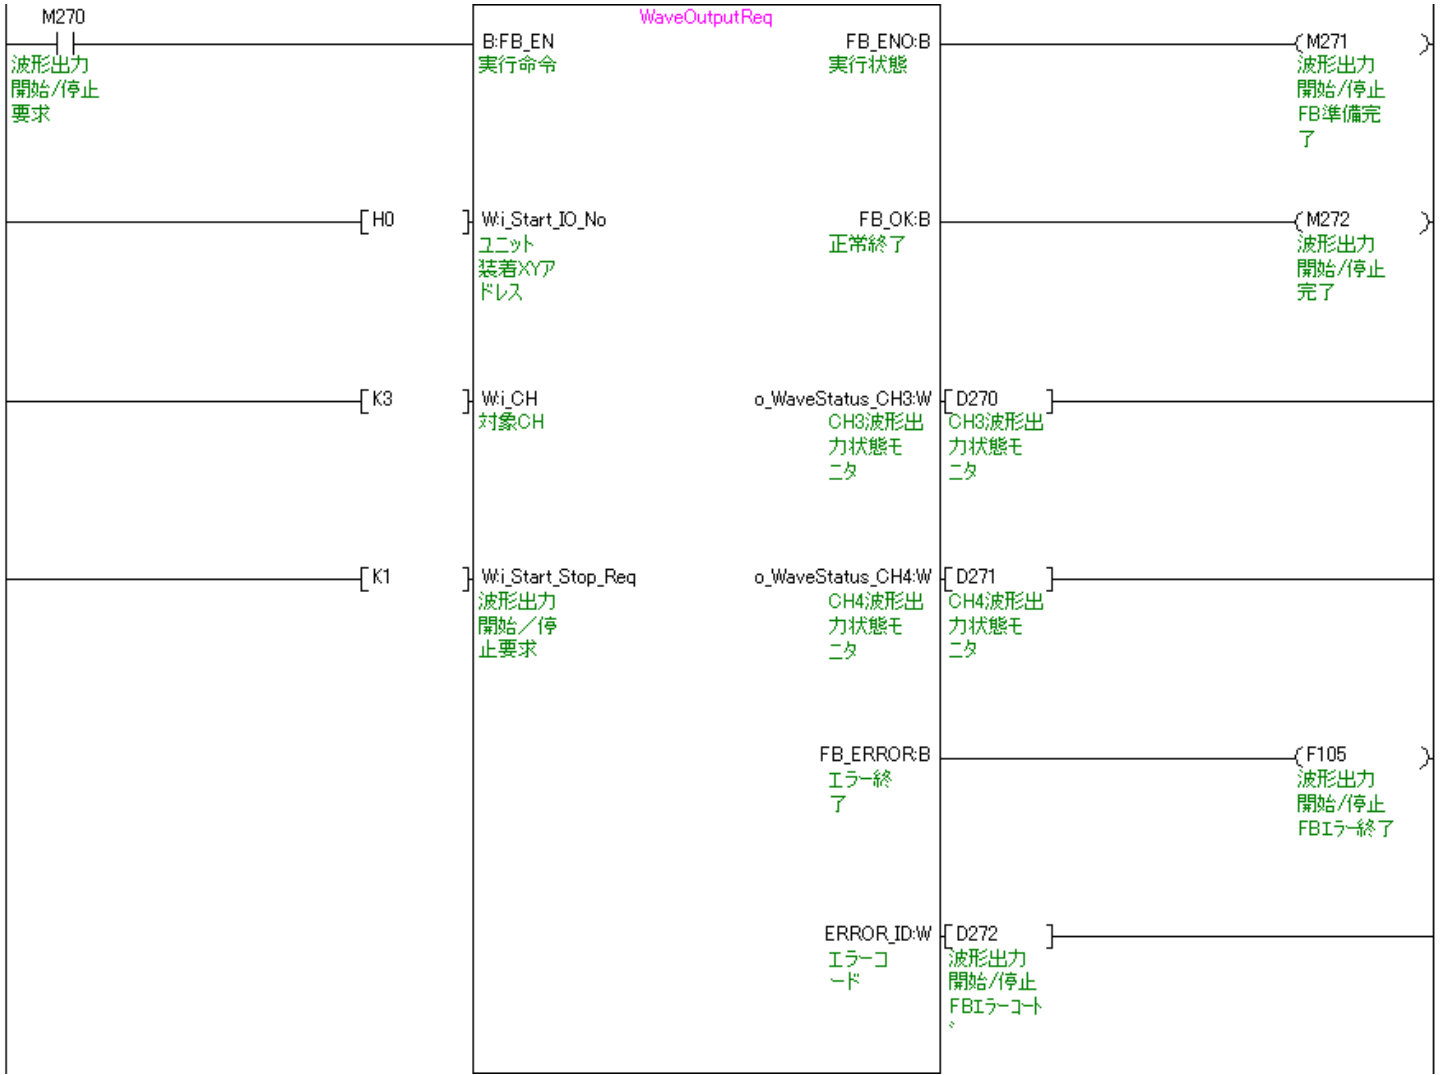 M270
波形出力
開始/停止
要求
WaveOutputReq
B:FB_EN
実行命令
FB_ENO:B
実行状態
M271
波形出力
開始/停止
FB準備完
了
H0
W:i_Start_IO_No
ユニット
装着XYア
ドレス
FB_OK:B
正常終了
M272
波形出力
開始/停止
完了
K3
W:i_CH
対象CH
o_WaveStatus_CH3:W
CH3波形出
力状態モ
ニタ
D270
CH3波形出
力状態モ
ニタ
K1
W:i_Start_Stop_Req
波形出力
開始／停
止要求
o_WaveStatus_CH4:W
CH4波形出
力状態モ
ニタ
D271
CH4波形出
力状態モ
ニタ
FB_ERROR:B
エラー終
了
F105
波形出力
開始/停止
FBｴﾗｰ終了
ERROR_ID:W
エラーコ
ード
D272
波形出力
開始/停止
FBｴﾗｰｺｰﾄ
ﾞ